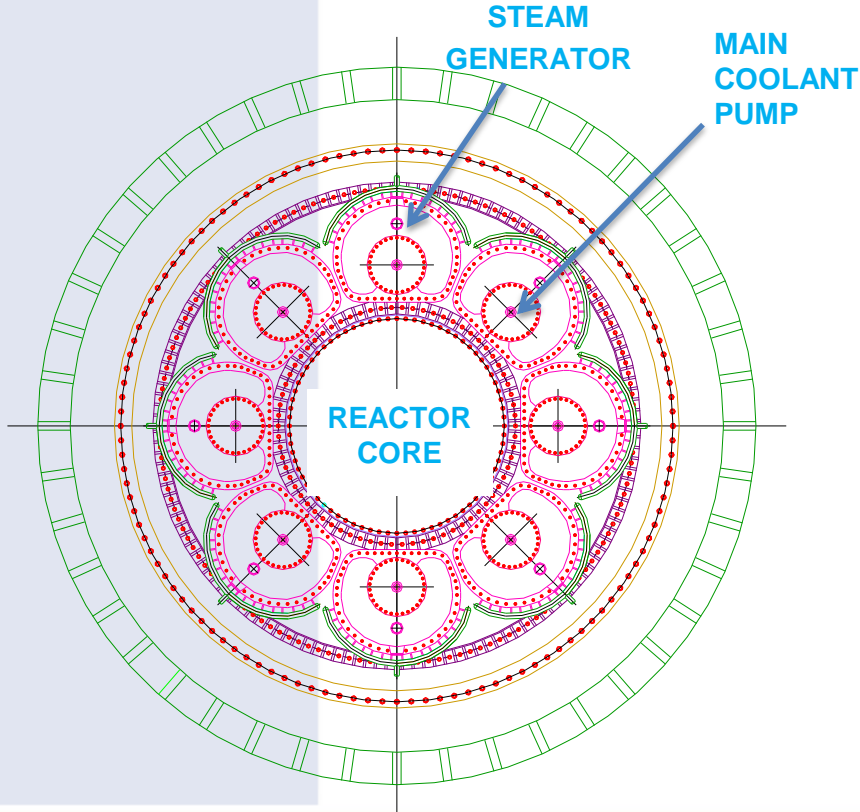 STEAM
GENERATOR
MAIN
COOLANT
PUMP
REACTOR
CORE